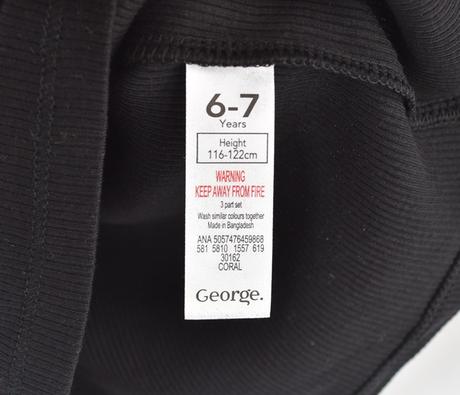 6-7
Years
Height
116-122cm
WARNING
KEEP AWAY FROM FIRE
3 part set
Wash similar colours together
Made in Bangladesh
ANA 5057476459868
581 5810 1557 619
30162
CORAL
George.